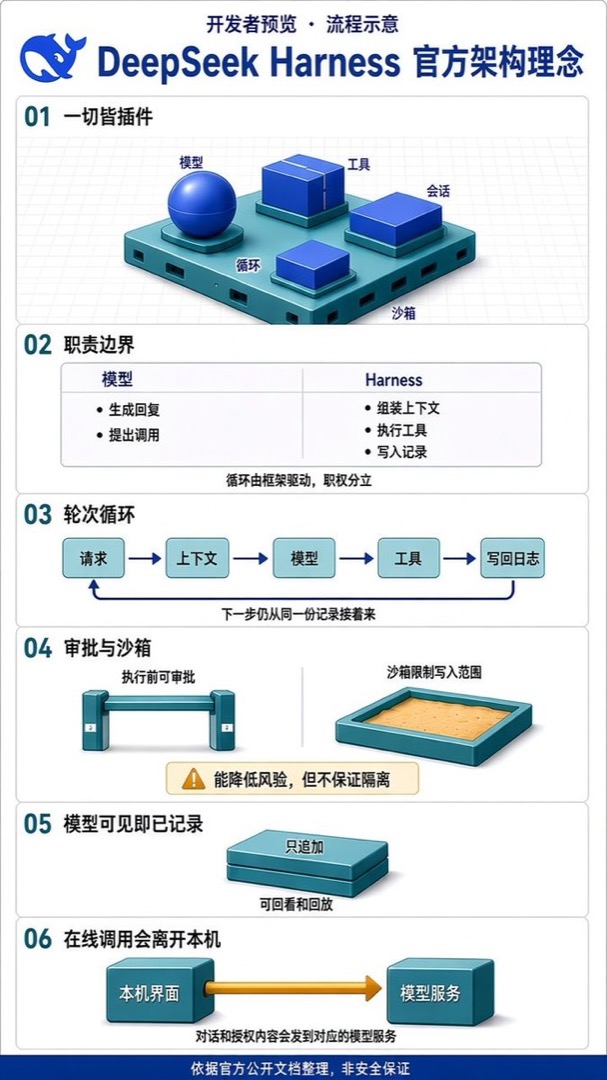 开发者预览 · 流程示意
DeepSeek Harness 官方架构理念
01 一切皆插件
模型
工具
会话
循环
沙箱
02 职责边界
模型
Harness
• 生成回复
• 提出调用
• 组装上下文
• 执行工具
• 写入记录
循环由框架驱动，职权分立
03 轮次循环
请求
上下文
模型
工具
写回日志
下一步仍从同一份记录接着来
04 审批与沙箱
执行前可审批
沙箱限制写入范围
能降低风险，但不保证隔离
05 模型可见即已记录
只追加
可回看和回放
06 在线调用会离开本机
本机界面
模型服务
对话和授权内容会发到对应的模型服务
依据官方公开文档整理，非安全保证